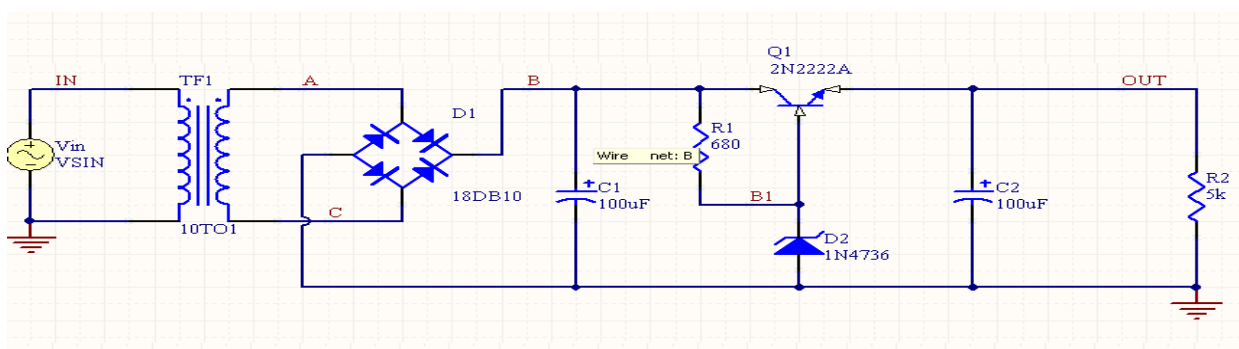 IN
TF1
A
B
Q1
2N2222A
OUT
D1
Vin
VSIN
R1
680
Wire net: B
R2
5k
18DB10
C1
100uF
B1
C2
100uF
C
10TO1
D2
1N4736